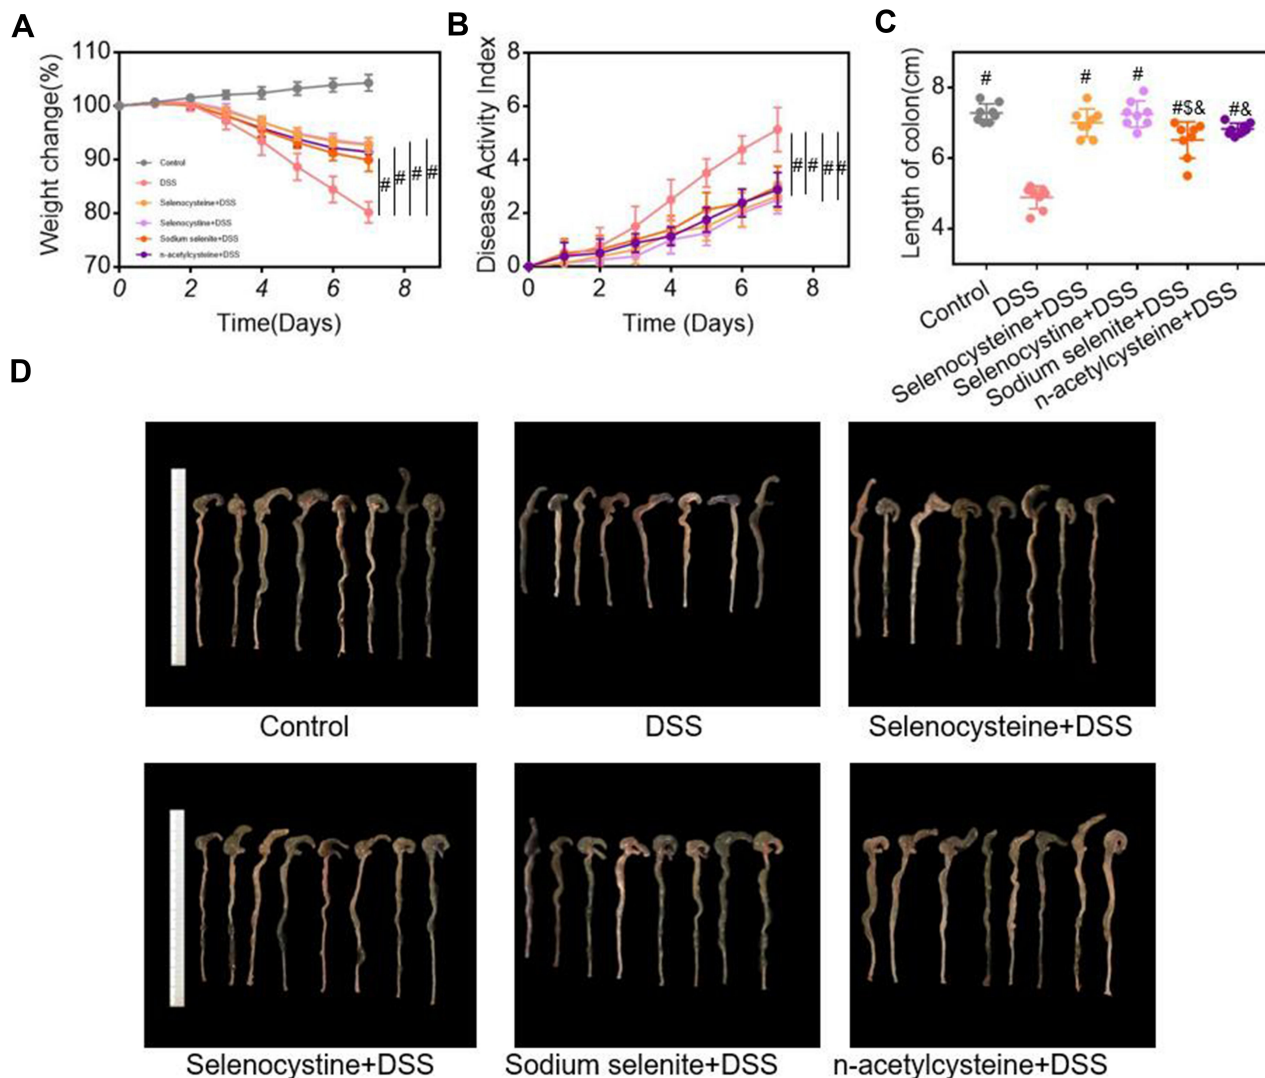 A
B
C
Weight change(%)
110
100
90
80
70
Control
DSS
Selenocysteine+DSS
Selenocystine+DSS
Sodium selenite+DSS
n-acetylcysteine+DSS
# # # #
0 2 4 6 8
Time(Days)
Disease Activity Index
8
6
4
2
0
# # # #
0 2 4 6 8
Time (Days)
Length of colon(cm)
8
6
4
#
#
#
#$&
#&
Control
DSS
Selenocysteine+DSS
Selenocystine+DSS
Sodium selenite+DSS
n-acetylcysteine+DSS
D
Control
DSS
Selenocysteine+DSS
Selenocystine+DSS
Sodium selenite+DSS
n-acetylcysteine+DSS